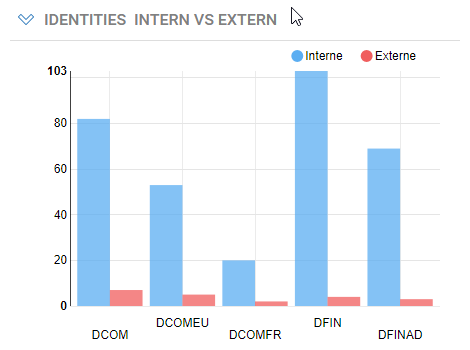 IDENTITIES INTERN VS EXTERN
Interne Externe
103
80
60
40
20
0
DCOM DCOMEU DCOMFR DFIN DFINAD